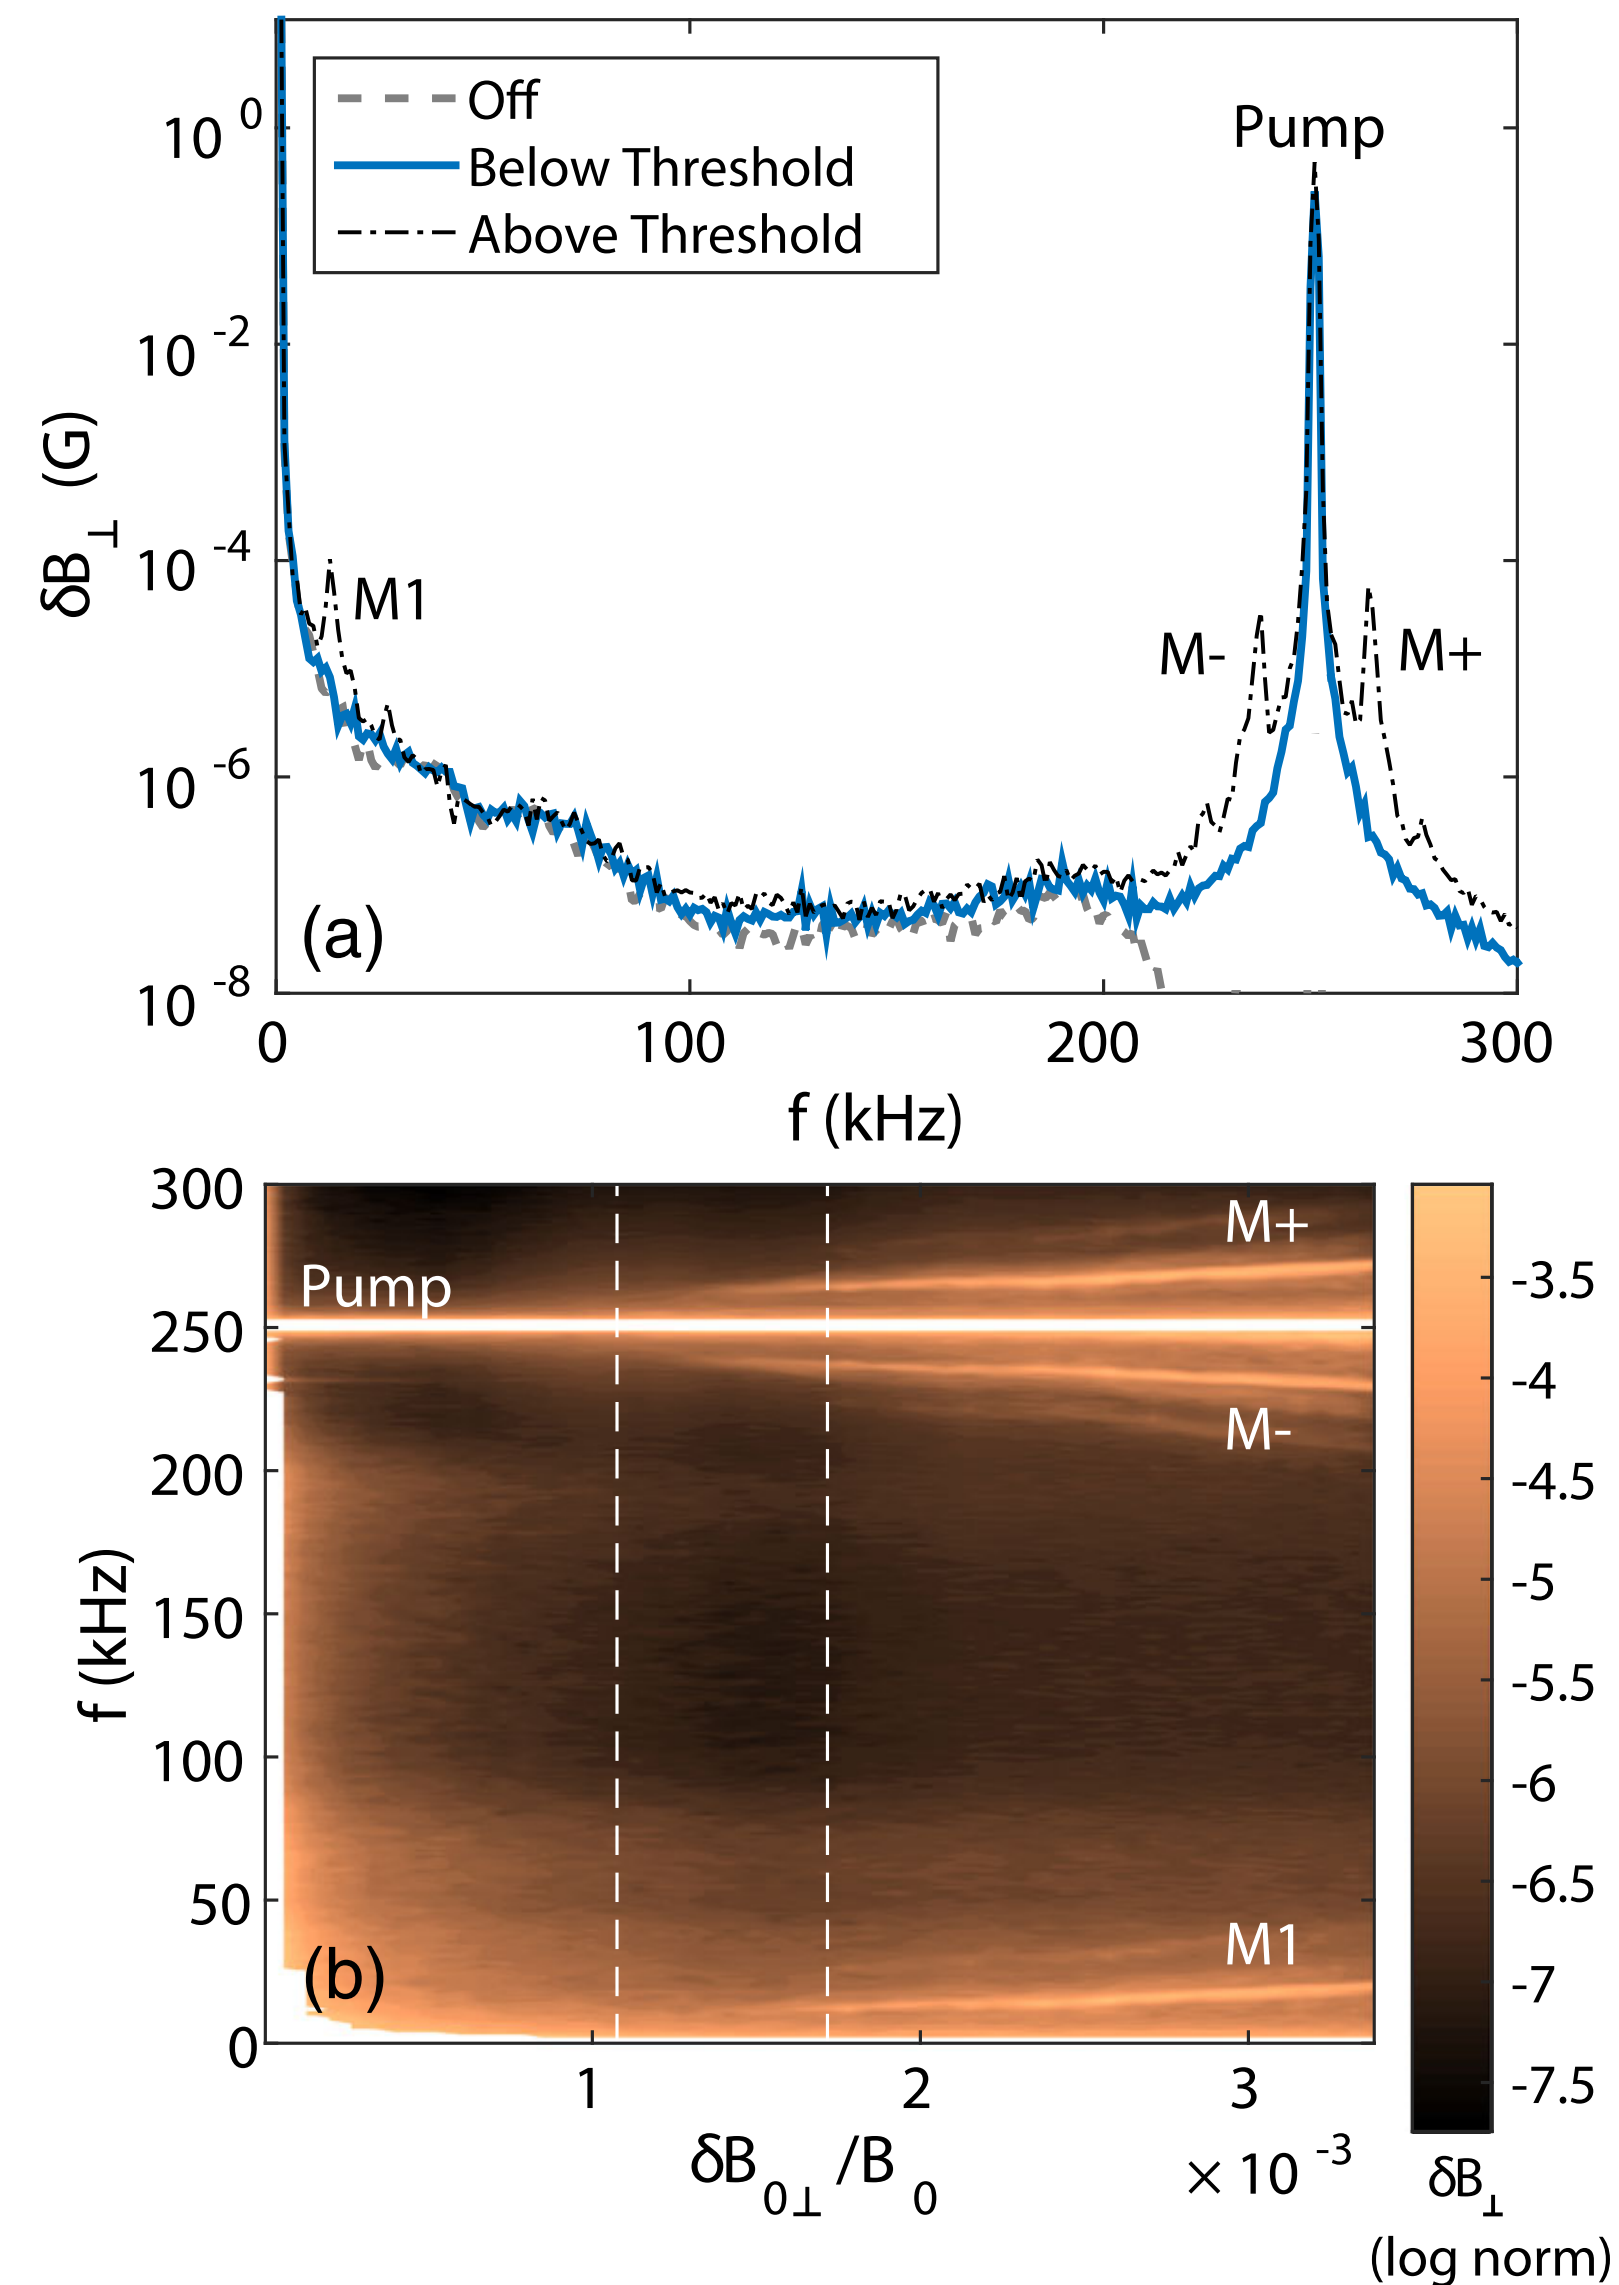 Off
Below Threshold
Above Threshold
Pump
10 0
10 -2
10 -4
10 -6
10 -8
δB⊥ (G)
M1
M-
M+
(a)
0 100 200 300
f (kHz)
300
250
200
150
100
50
0
f (kHz)
Pump
M+
M-
M1
(b)
1 2 3
δB0⊥/B0
× 10 -3
-3.5
-4
-4.5
-5
-5.5
-6
-6.5
-7
-7.5
δB⊥
(log norm)